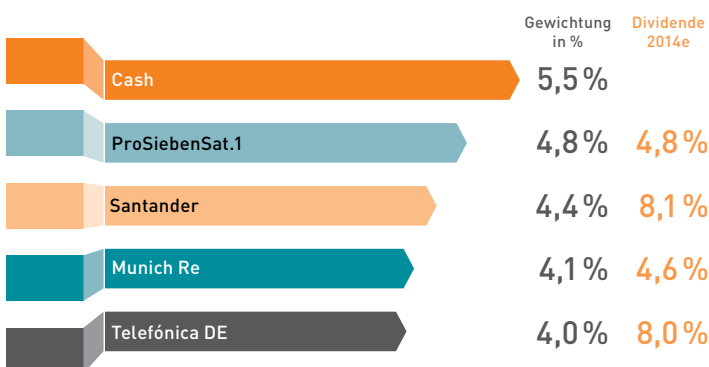 Gewichtung Dividende
in % 2014e
Cash 5,5 %
ProSiebenSat.1 4,8 % 4,8 %
Santander 4,4 % 8,1 %
Munich Re 4,1 % 4,6 %
Telefónica DE 4,0 % 8,0 %